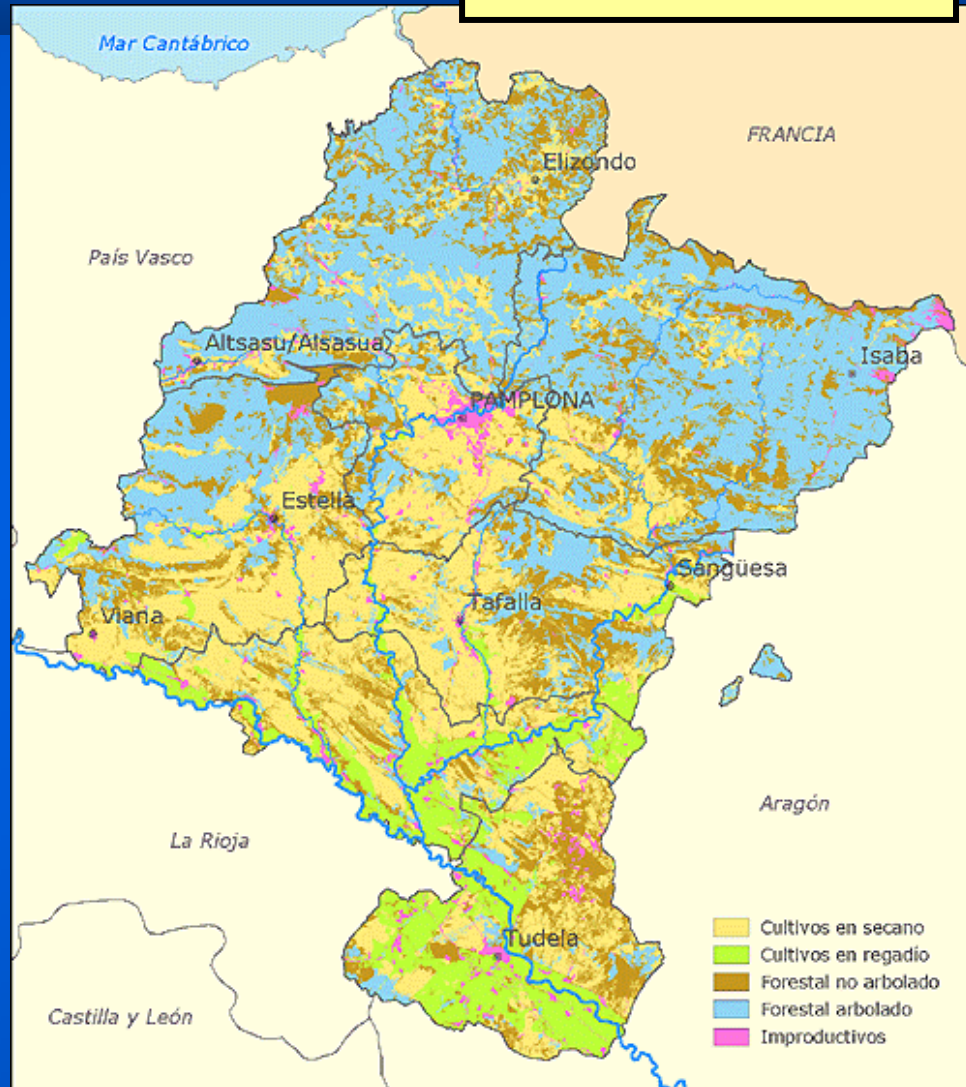 Mar Cantábrico
FRANCIA
Elizondo
País Vasco
Altsasu/Alsasua
Isaba
PAMPLONA
Estella
Sangüesa
Tafalla
Viana
Aragón
La Rioja
Tudela
Castilla y León
Cultivos en secano
Cultivos en regadío
Forestal no arbolado
Forestal arbolado
Improductivos